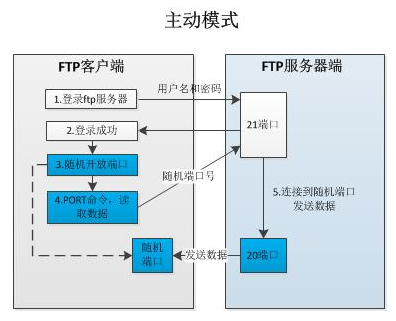 主动模式
FTP客户端
FTP服务器端
1.登录ftp服务器
用户名和密码
21端口
2.登录成功
3.随机开放端口
随机端口号
4.PORT命令，读
取数据
5.连接到随机端口
发送数据
随机
端口
发送数据
20端口